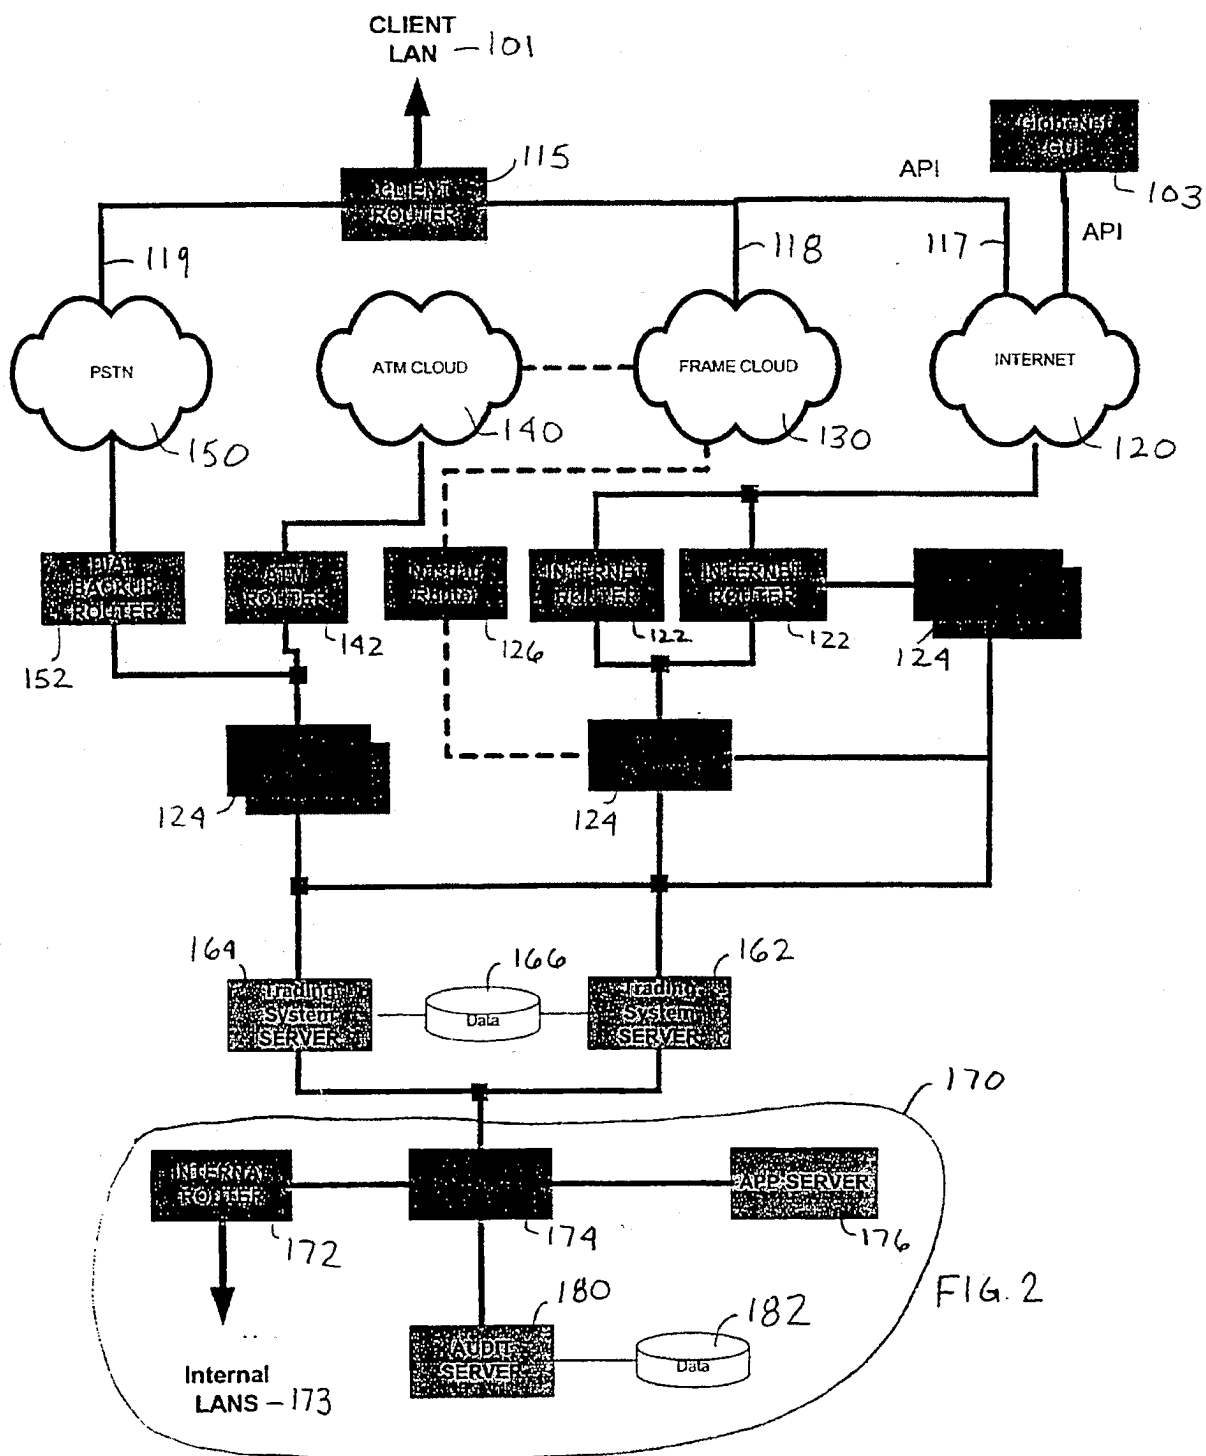 CLIENT
LAN 101
GlobeNet
GUI
103
115
CLIENT
ROUTER
API
API
119
118
117
PSTN
ATM CLOUD
FRAME CLOUD
INTERNET
150
140
130
120
DIAL
BACKUP
ROUTER
ATM
ROUTER
Router
INTERNET
ROUTER
INTERNET
ROUTER
152
142
126
122
122
124
124
124
164
166
162
Trading
System
SERVER
Data
Trading
System
SERVER
170
INTERNAL
ROUTER
APP SERVER
172
174
176
180
182
FIG. 2
AUDIT
SERVER
Data
Internal
LANS - 173